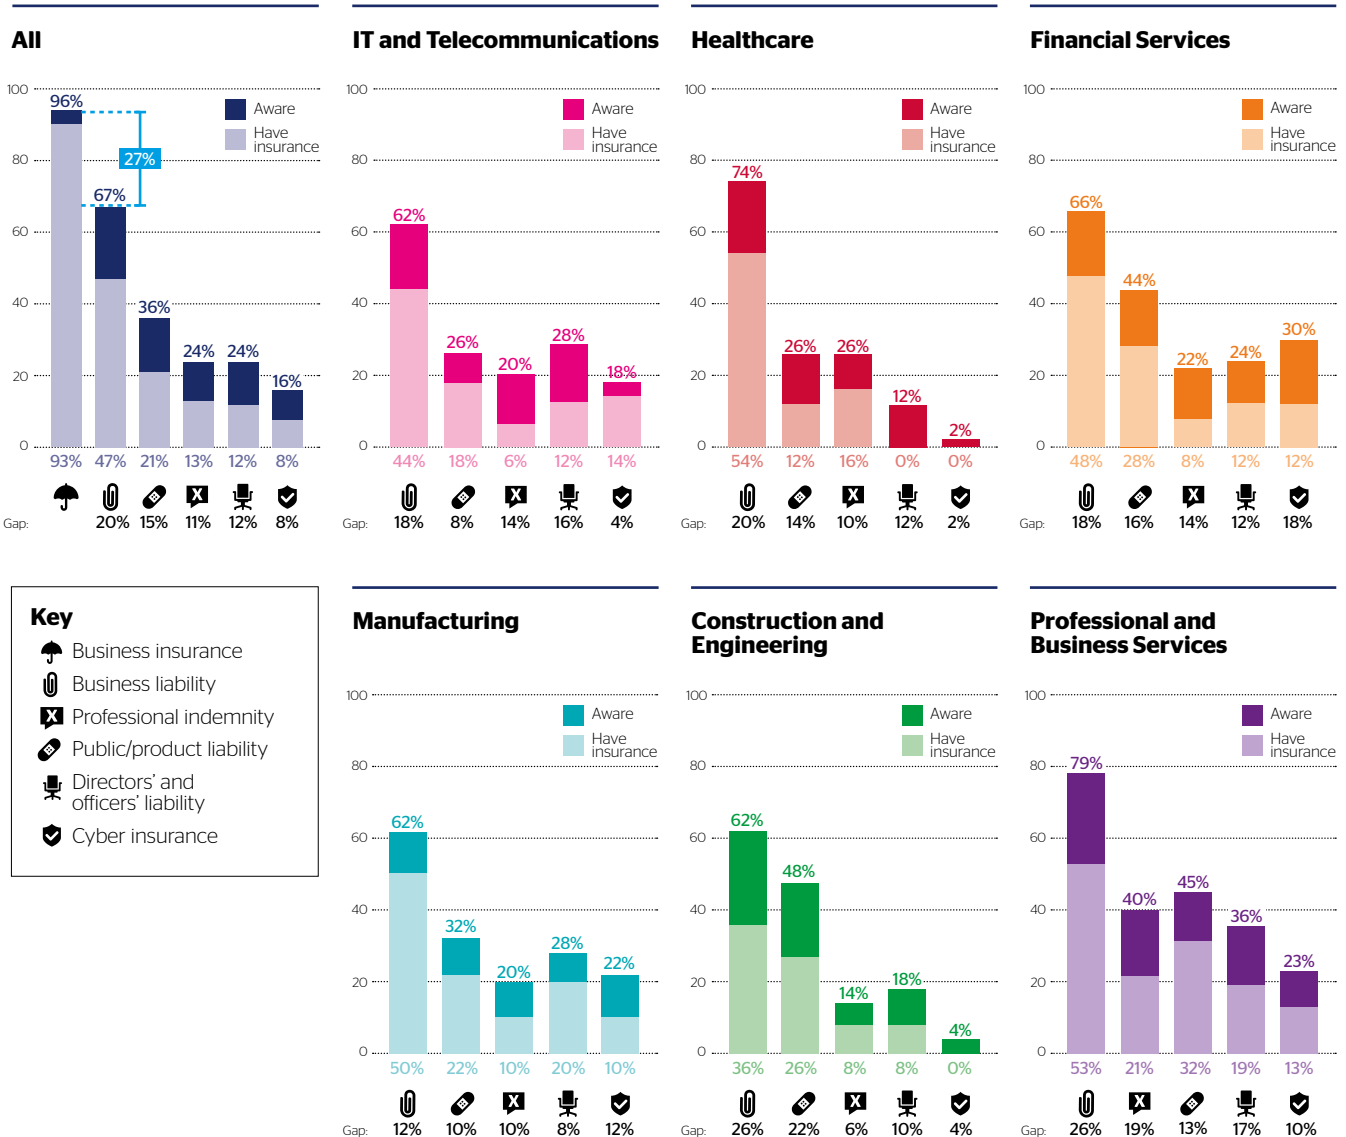 All
100
80
60
40
20
0
96%
67%
36%
24%
24%
16%
27%
Aware
Have
insurance
93% 47% 21% 13% 12% 8%
Gap: 20% 15% 11% 12% 8%
IT and Telecommunications
100
80
60
40
20
0
62%
26%
20%
28%
18%
Aware
Have
insurance
44% 18% 6% 12% 14%
X
Gap: 18% 8% 14% 16% 4%
Healthcare
100
80
60
40
20
0
74%
26%
26%
12%
2%
Aware
Have
insurance
54% 12% 16% 0% 0%
X
Gap: 20% 14% 10% 12% 2%
Financial Services
100
80
60
40
20
0
66%
44%
22%
24%
30%
Aware
Have
insurance
48% 28% 8% 12% 12%
X
Gap: 18% 16% 14% 12% 18%
Key
Business insurance
Business liability
X Professional indemnity
Public/product liability
Directors’ and
officers’ liability
Cyber insurance
Manufacturing
100
80
60
40
20
0
62%
32%
20%
28%
22%
Aware
Have
insurance
50% 22% 10% 20% 10%
X
Gap: 12% 10% 10% 8% 12%
Construction and
Engineering
100
80
60
40
20
0
62%
48%
14%
18%
4%
Aware
Have
insurance
36% 26% 8% 8% 0%
X
Gap: 26% 22% 6% 10% 4%
Professional and
Business Services
100
80
60
40
20
0
79%
40%
45%
36%
23%
Aware
Have
insurance
53% 21% 32% 19% 13%
X
Gap: 26% 19% 13% 17% 10%